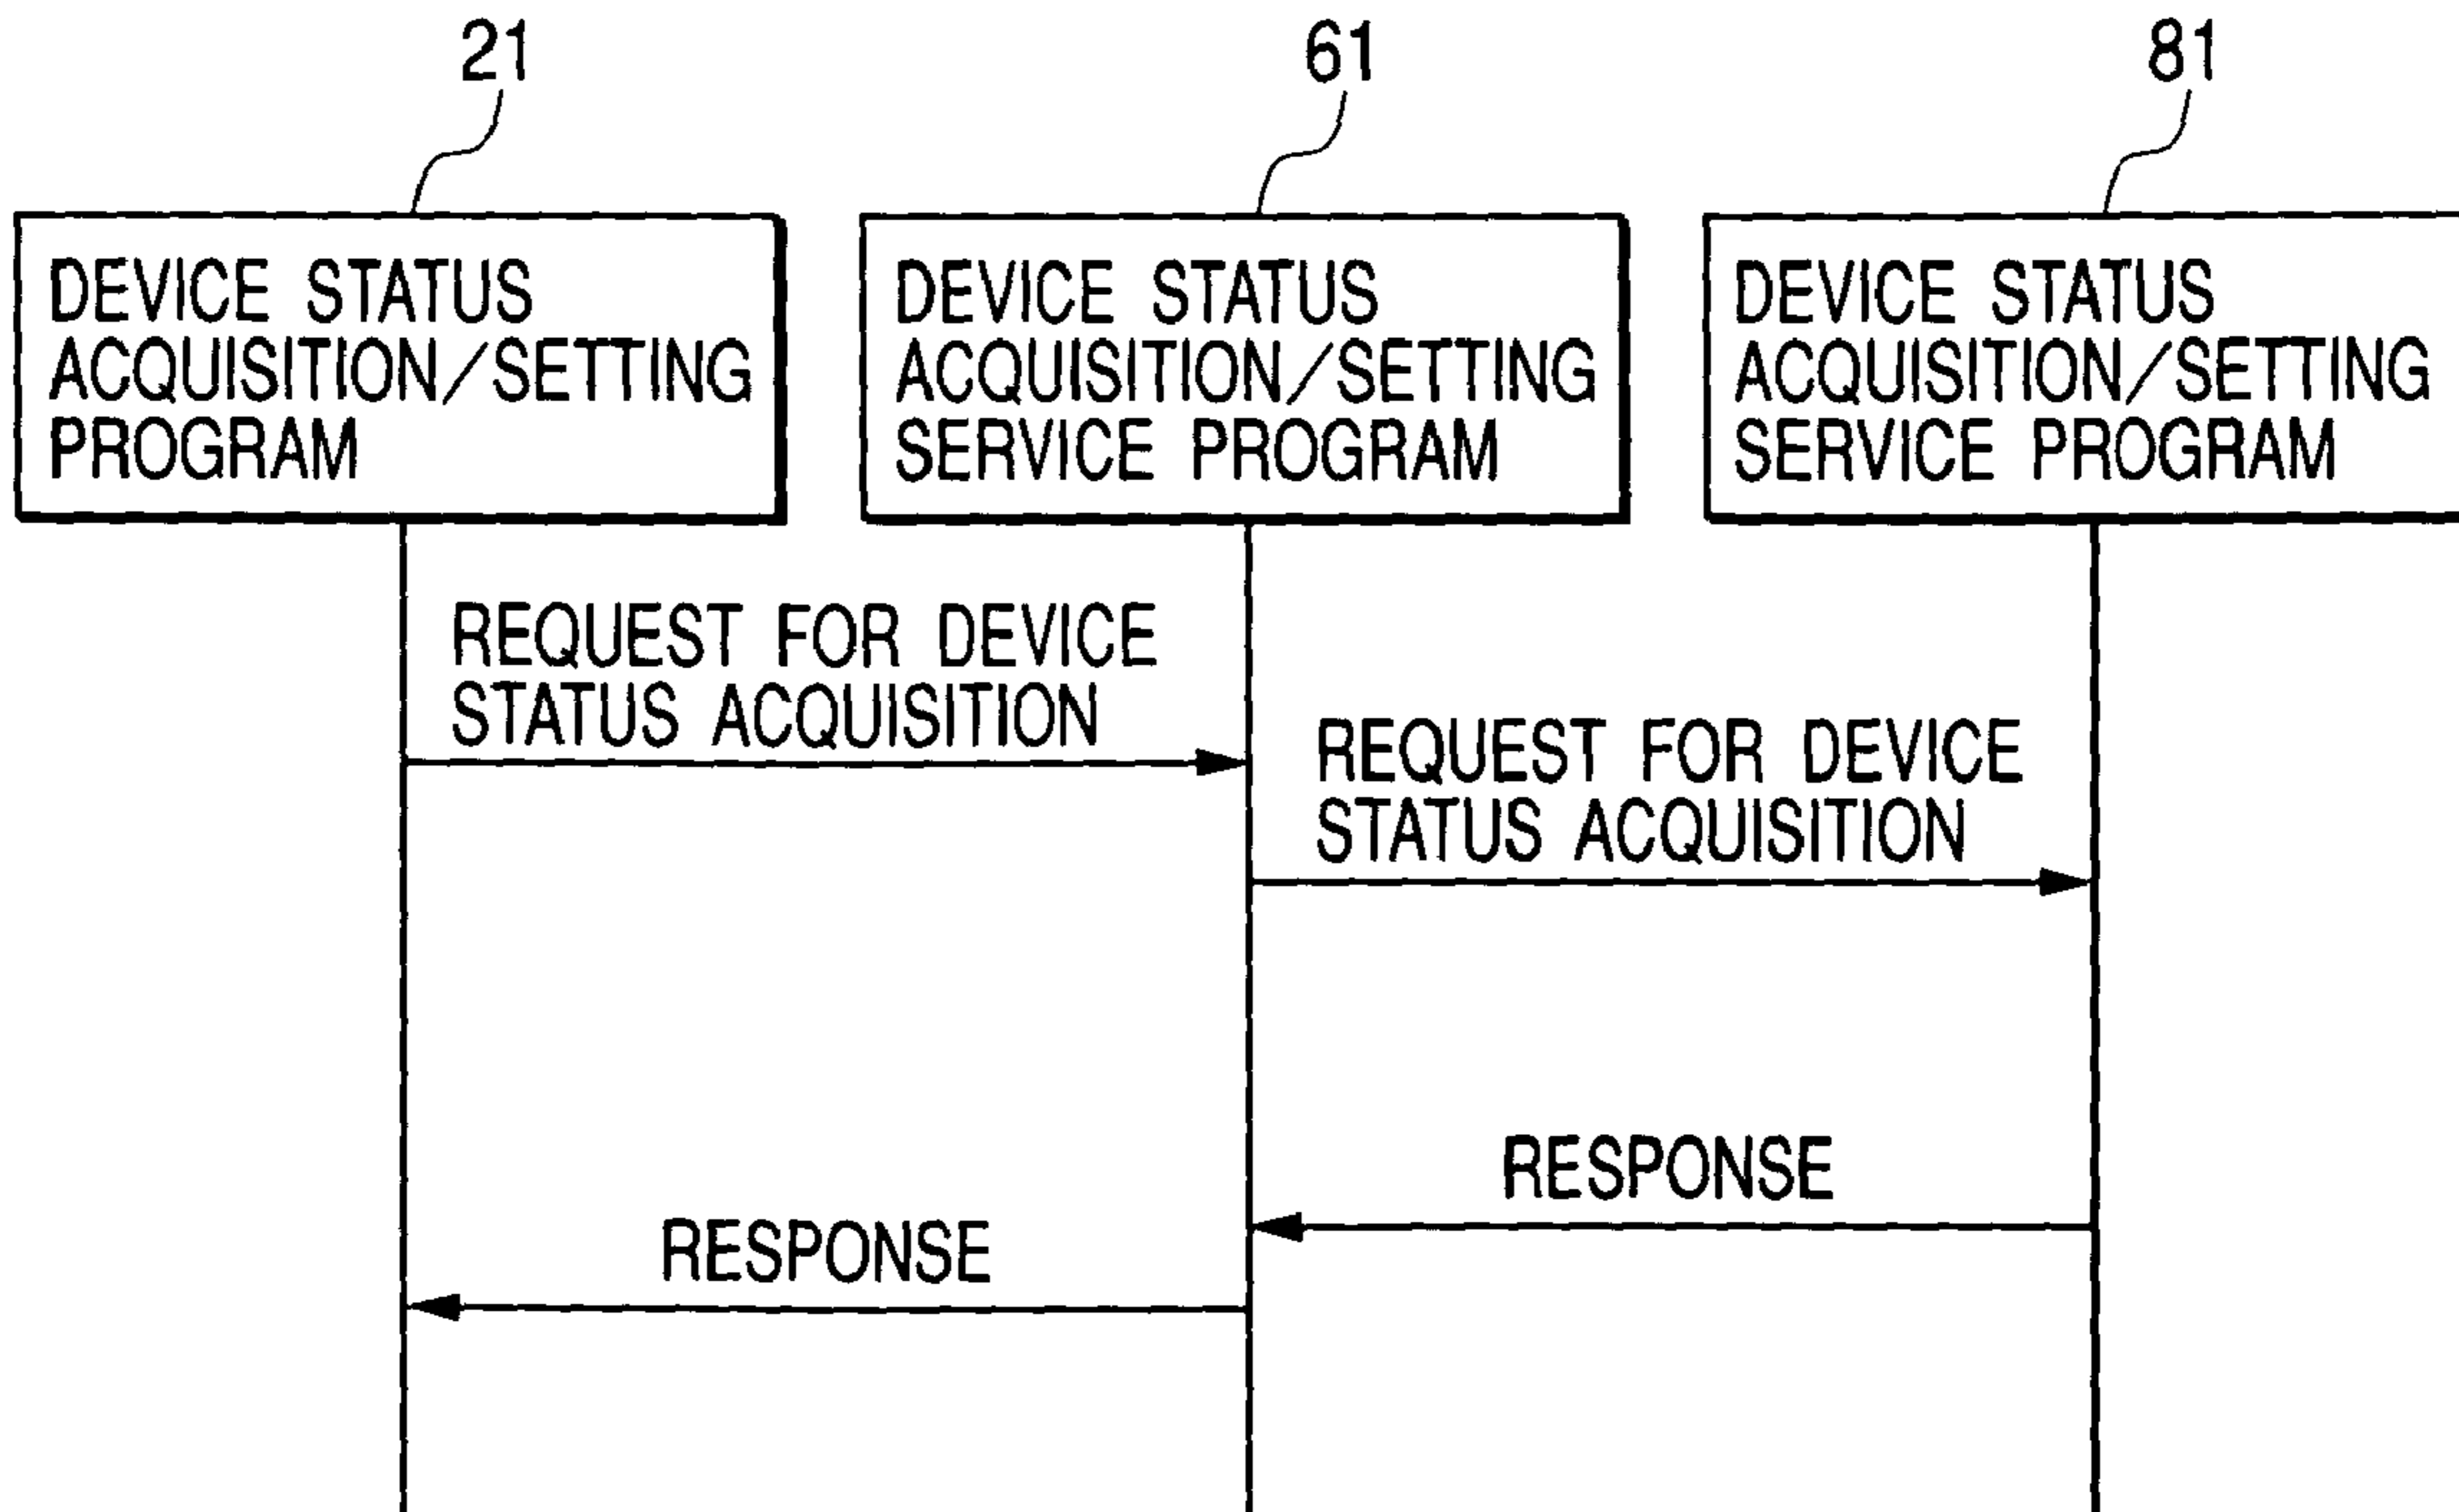 21
61
81
DEVICE STATUS
ACQUISITION/SETTING
PROGRAM
DEVICE STATUS
ACQUISITION/SETTING
SERVICE PROGRAM
DEVICE STATUS
ACQUISITION/SETTING
SERVICE PROGRAM
REQUEST FOR DEVICE
STATUS ACQUISITION
REQUEST FOR DEVICE
STATUS ACQUISITION
RESPONSE
RESPONSE